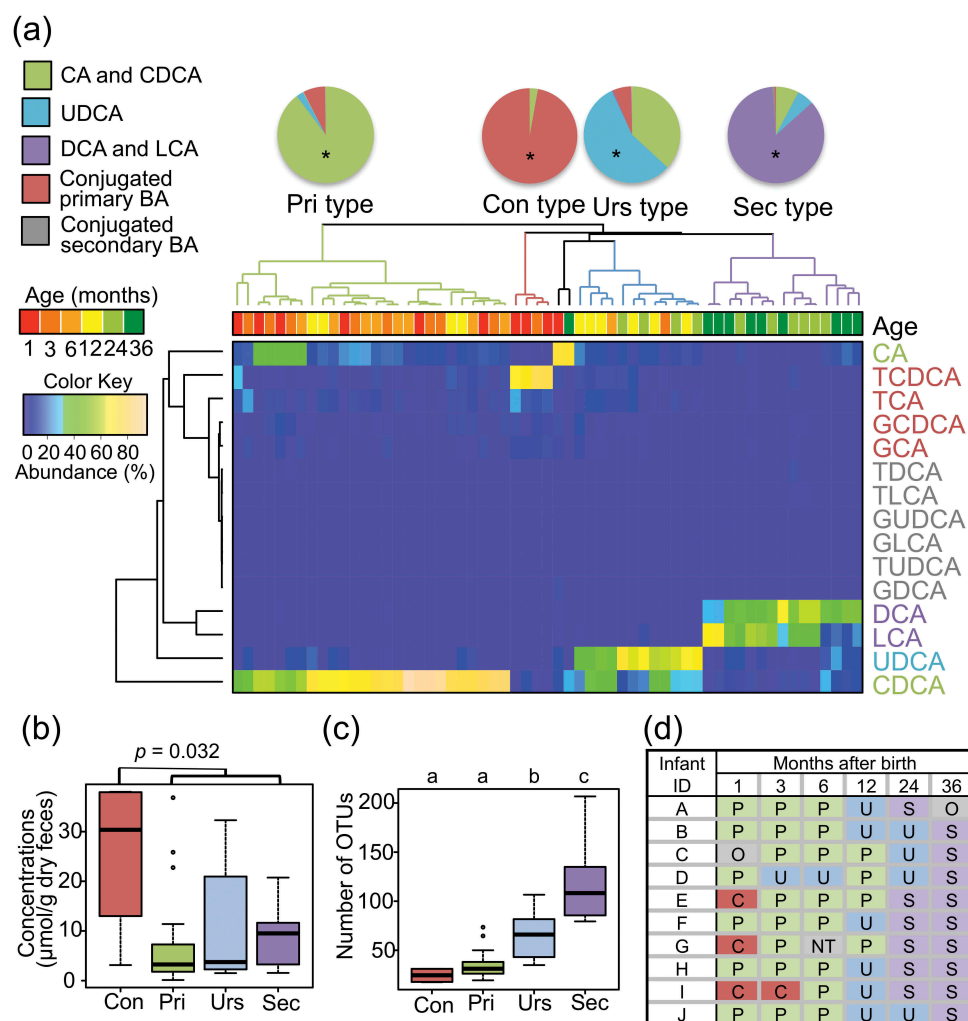 (a)
CA and CDCA
UDCA
DCA and LCA
Conjugated
primary BA
Conjugated
secondary BA
* * * *
Pri type Con type Urs type Sec type
Age (months)
1 3 6 12 24 36
Color Key
0 20 40 60 80
Abundance (%)
Age
CA
TCDCA
TCA
GCDCA
GCA
TDCA
TLCA
GUDCA
GLCA
TUDCA
GDCA
DCA
LCA
UDCA
CDCA
(b)
p = 0.032
Concentrations
(μmol/g dry feces)
30
20
10
0
Con Pri Urs Sec
(c)
a a b c
Number of OTUs
200
150
100
50
Con Pri Urs Sec
(d)
Infant ID Months after birth
1 3 6 12 24 36
A P P P U S O
B P P P U U S
C O P P P U S
D P U U P U S
E C P P P S S
F P P P U S S
G C P NT P S S
H P P P U S S
I C C P U S S
J P P P U U S